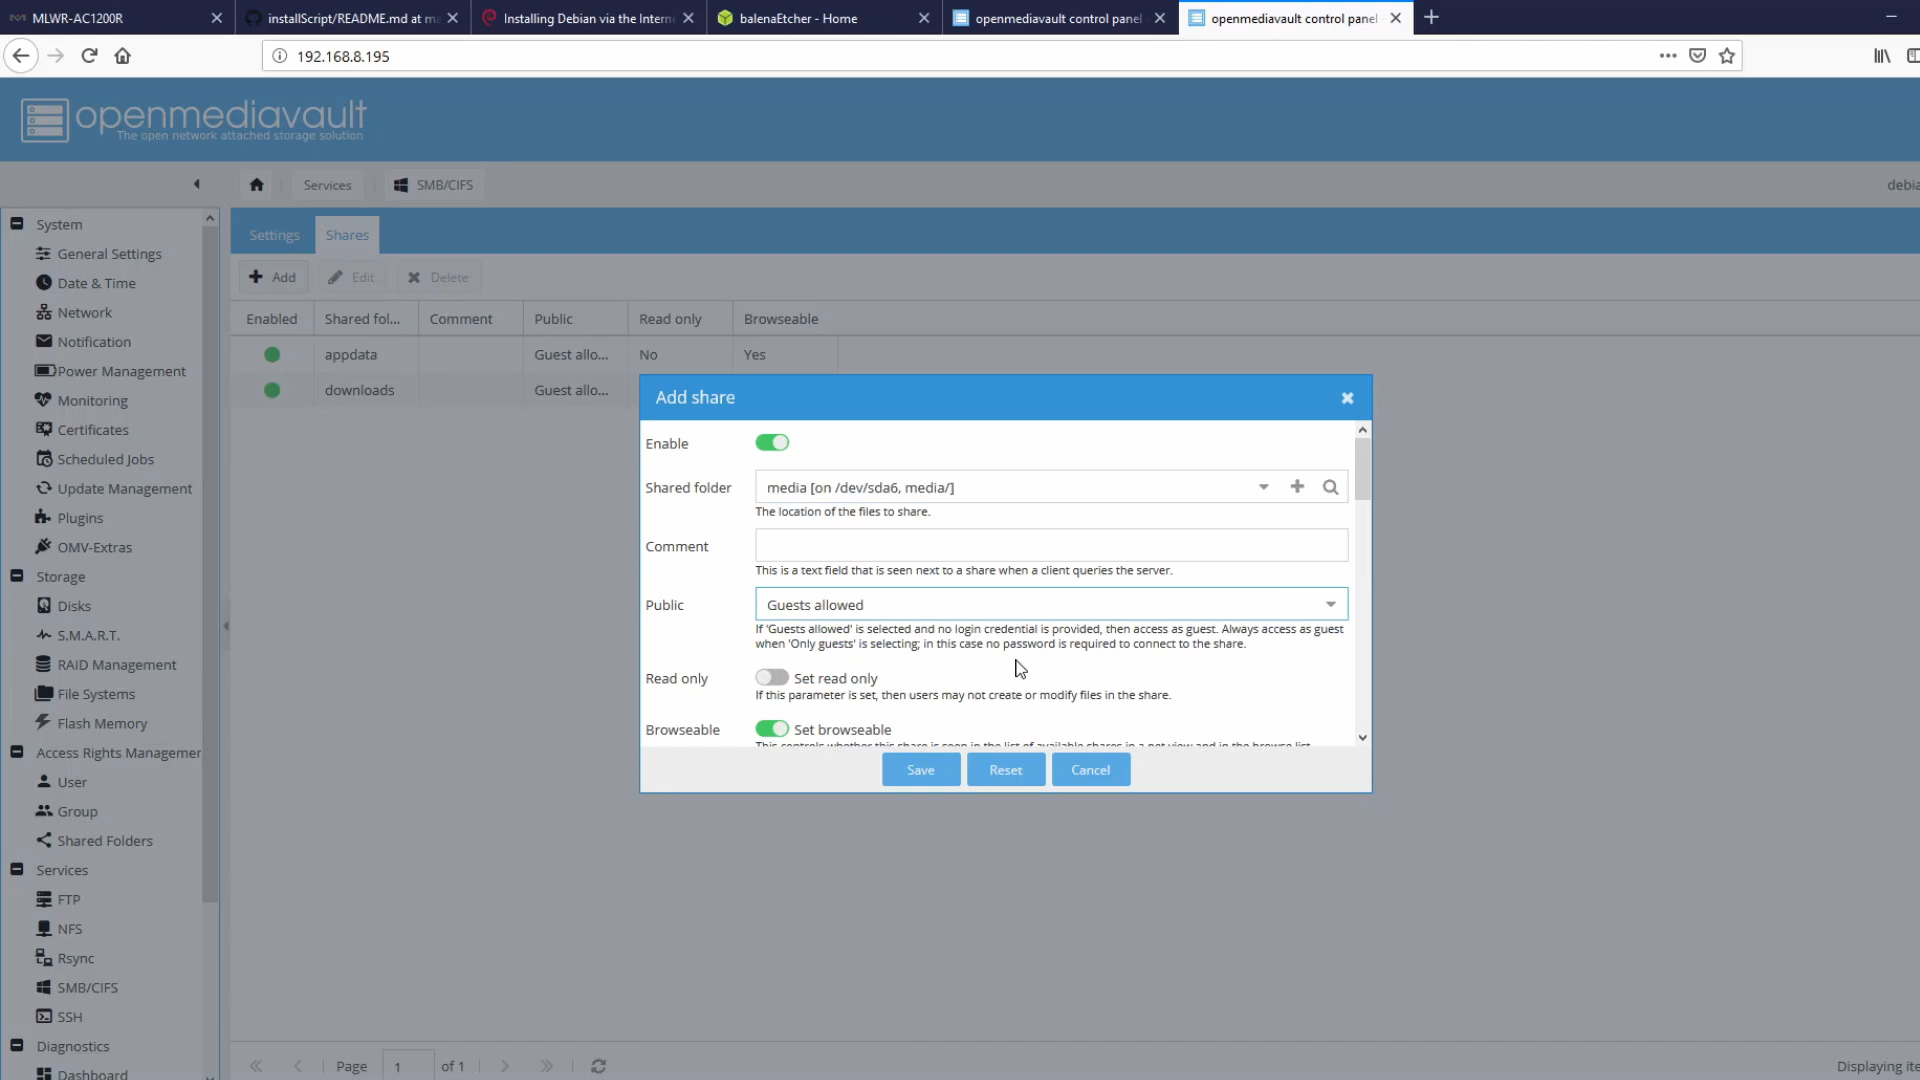 MLWR-AC1200R
installScript/README.md at ma
Installing Debian via the Intern
balenaEtcher - Home
openmediavault control panel
openmediavault control panel
192.168.8.195
openmediavault
The open network attached storage solution
Services
SMB/CIFS
debia
System
General Settings
Date & Time
Network
Notification
Power Management
Monitoring
Certificates
Scheduled Jobs
Update Management
Plugins
OMV-Extras
Storage
Disks
S.M.A.R.T.
RAID Management
File Systems
Flash Memory
Access Rights Managemer
User
Group
Shared Folders
Services
FTP
NFS
Rsync
SMB/CIFS
SSH
Diagnostics
Dashboard
Settings
Shares
Add
Edit
Delete
Enabled
Shared fol...
Comment
Public
Read only
Browseable
appdata
Guest allo...
No
Yes
downloads
Guest allo...
Add share
Enable
Shared folder
media [on /dev/sda6, media/]
The location of the files to share.
Comment
This is a text field that is seen next to a share when a client queries the server.
Public
Guests allowed
If 'Guests allowed' is selected and no login credential is provided, then access as guest. Always access as guest
when 'Only guests' is selecting; in this case no password is required to connect to the share.
Read only
Set read only
If this parameter is set, then users may not create or modify files in the share.
Browseable
Set browseable
This controls whether this share is seen in the list of available shares in a net view and in the browse list.
Save
Reset
Cancel
Page
1
of 1
Displaying ite